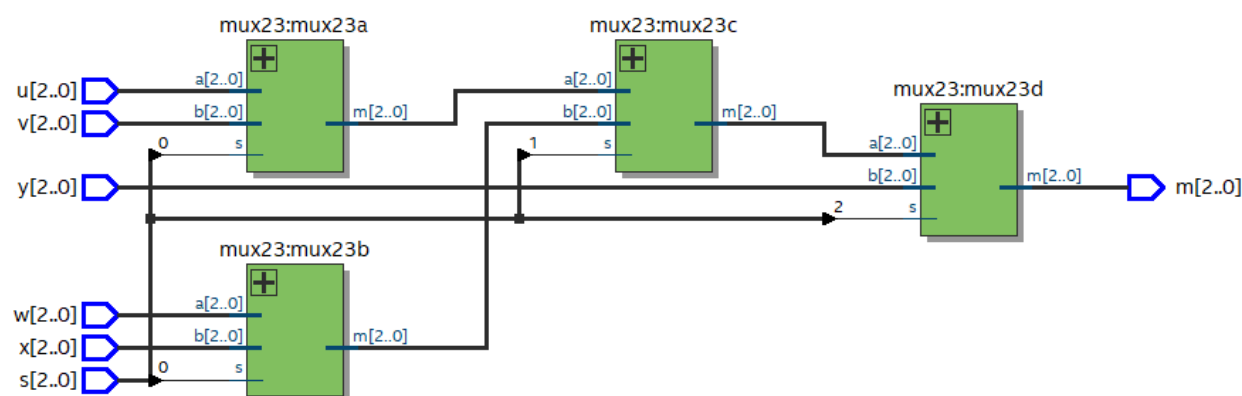 mux23:mux23a
mux23:mux23c
mux23:mux23d
u[2..0]
a[2..0]
v[2..0]
b[2..0]
m[2..0]
0
s
a[2..0]
b[2..0]
m[2..0]
1
s
a[2..0]
y[2..0]
b[2..0]
m[2..0]
m[2..0]
2
s
mux23:mux23b
w[2..0]
a[2..0]
x[2..0]
b[2..0]
m[2..0]
s[2..0]
0
s